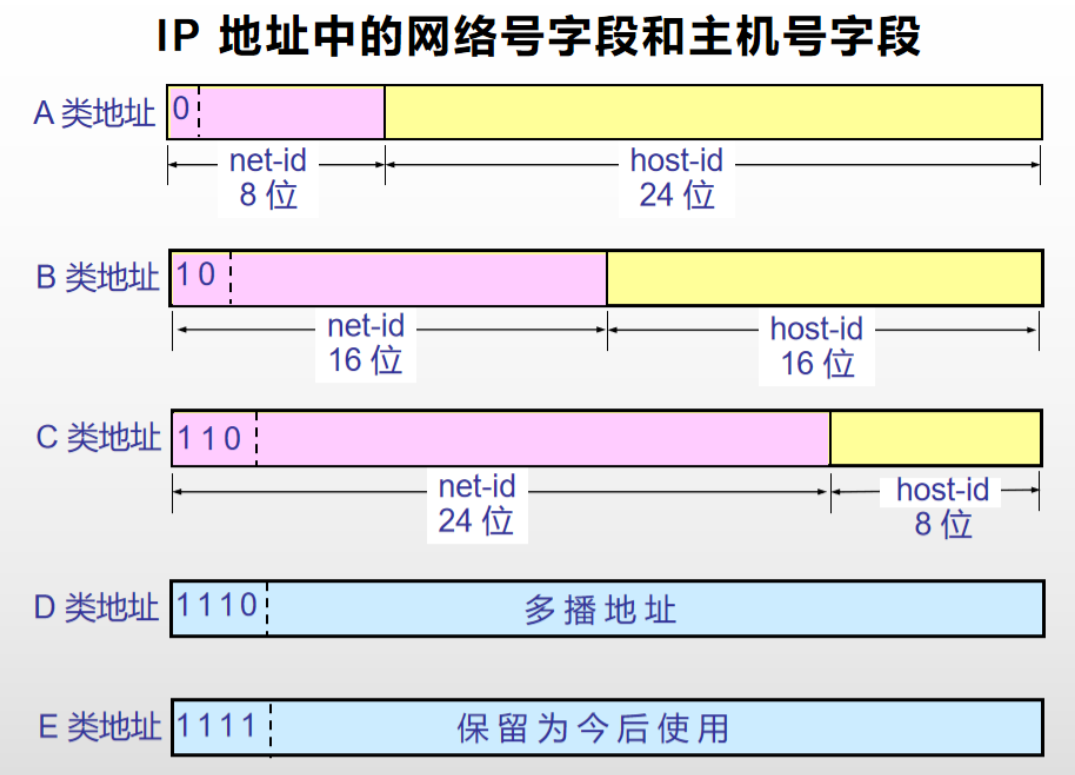 IP 地址中的网络号字段和主机号字段
A 类地址
0
net-id
8 位
host-id
24 位
B 类地址
1 0
net-id
16 位
host-id
16 位
C 类地址
1 1 0
net-id
24 位
host-id
8 位
D 类地址
1 1 1 0
多 播 地 址
E 类地址
1 1 1 1
保 留 为 今 后 使 用